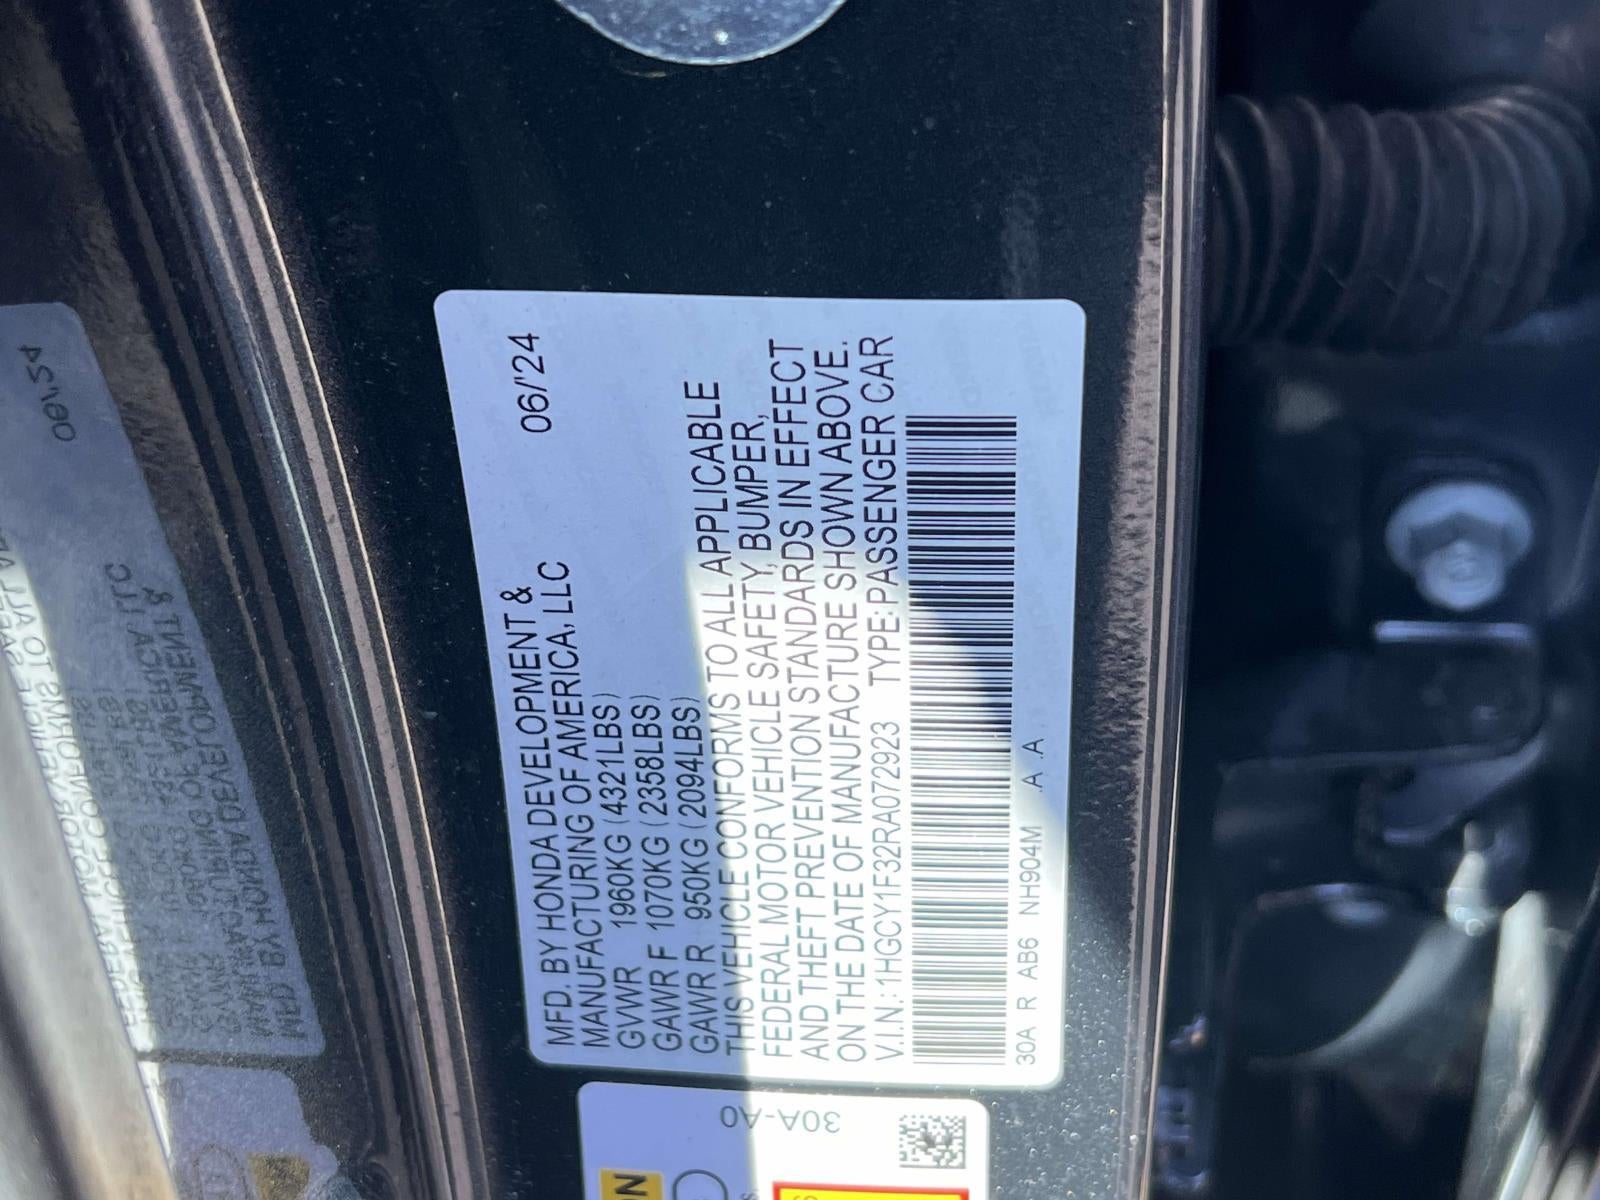 MFD. BY HONDA DEVELOPMENT & 06/'24
MANUFACTURING OF AMERICA, LLC
GVWR 1960KG (4321LBS)
GAWR F 1070KG (2358LBS)
GAWR R 950KG (2094LBS)
THIS VEHICLE CONFORMS TO ALL APPLICABLE
FEDERAL MOTOR VEHICLE SAFETY, BUMPER,
AND THEFT PREVENTION STANDARDS IN EFFECT
ON THE DATE OF MANUFACTURE SHOWN ABOVE.
V.I.N.: 1HGCY1F32RA072923 TYPE: PASSENGER CAR
30A R AB6 NH904M .A .A
30A-A0